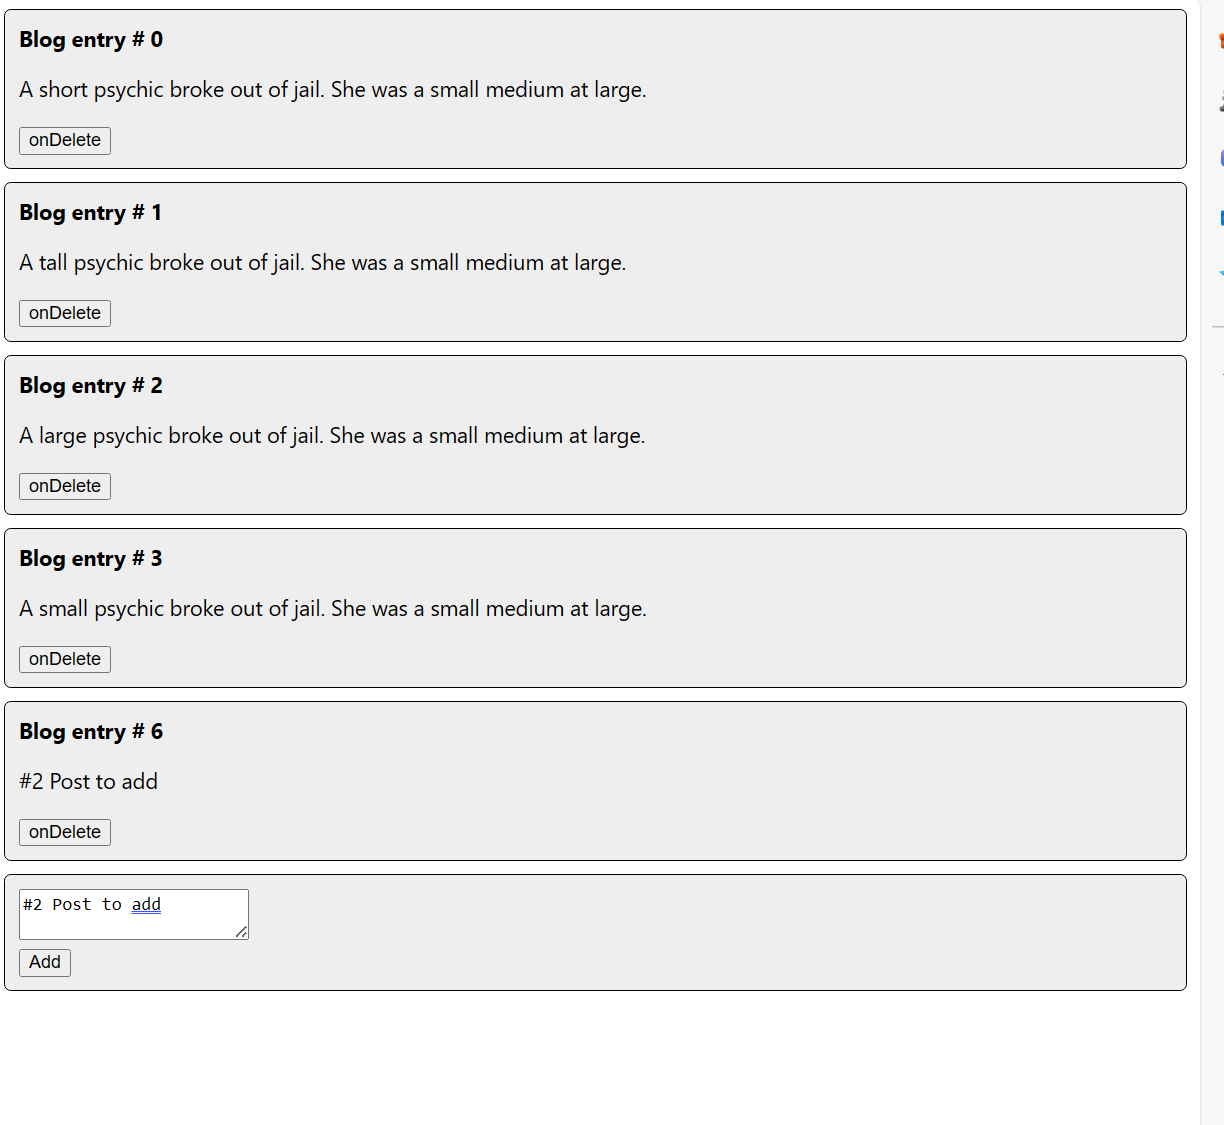 Blog entry # 0
A short psychic broke out of jail. She was a small medium at large.
onDelete
Blog entry # 1
A tall psychic broke out of jail. She was a small medium at large.
onDelete
Blog entry # 2
A large psychic broke out of jail. She was a small medium at large.
onDelete
Blog entry # 3
A small psychic broke out of jail. She was a small medium at large.
onDelete
Blog entry # 6
#2 Post to add
onDelete
#2 Post to add
Add